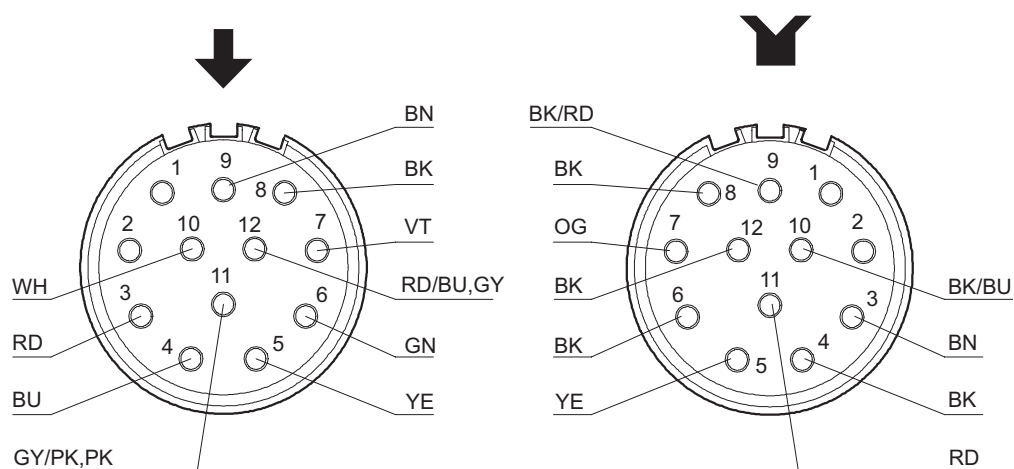 BN
BK/RD
1
9
9
1
BK
8
BK
8
2
10
12
7
VT
OG
7
12
10
2
WH
11
RD/BU,GY
BK
11
BK/BU
3
6
6
3
RD
GN
BK
BN
4
5
5
4
BU
YE
YE
BK
GY/PK,PK
RD